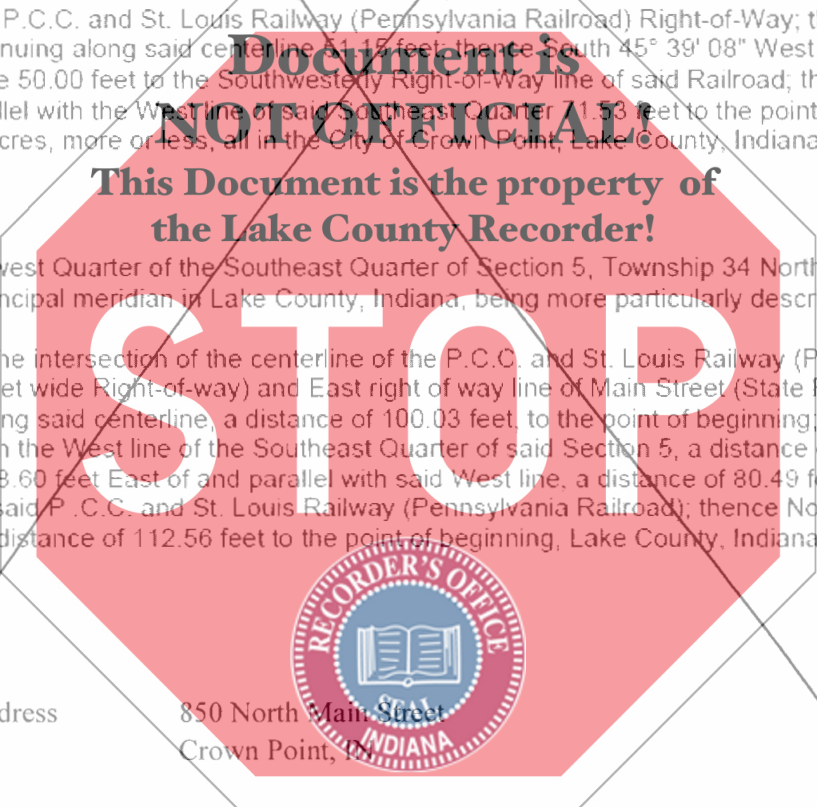 P.C.C. and St. Louis Railway (Pennsylvania Railroad) Right-of-Way; t
nuing along said centerline 51.15 feet; thence South 45° 39' 08" West
Document is
e 50.00 feet to the Southwesterly Right-of-Way line of said Railroad; th
llel with the West line of said Southeast Quarter 71.53 feet to the point
NOT OFFICIAL!
cres, more or less, all in the City of Crown Point, Lake County, Indiana
This Document is the property of
the Lake County Recorder!
west Quarter of the Southeast Quarter of Section 5, Township 34 North
ncipal meridian in Lake County, Indiana, being more particularly descr
STOP
he intersection of the centerline of the P.C.C. and St. Louis Railway (P
et wide Right-of-way) and East right of way line of Main Street (State
ng said centerline, a distance of 100.03 feet, to the point of beginning;
n the West line of the Southeast Quarter of said Section 5, a distance
8.60 feet East of and parallel with said West line, a distance of 80.49 f
said P .C.C. and St. Louis Railway (Pennsylvania Railroad); thence No
distance of 112.56 feet to the point of beginning, Lake County, Indiana
RECORDER'S OFFICE
SEAL
INDIANA
dress 850 North Main Street
Crown Point, IN